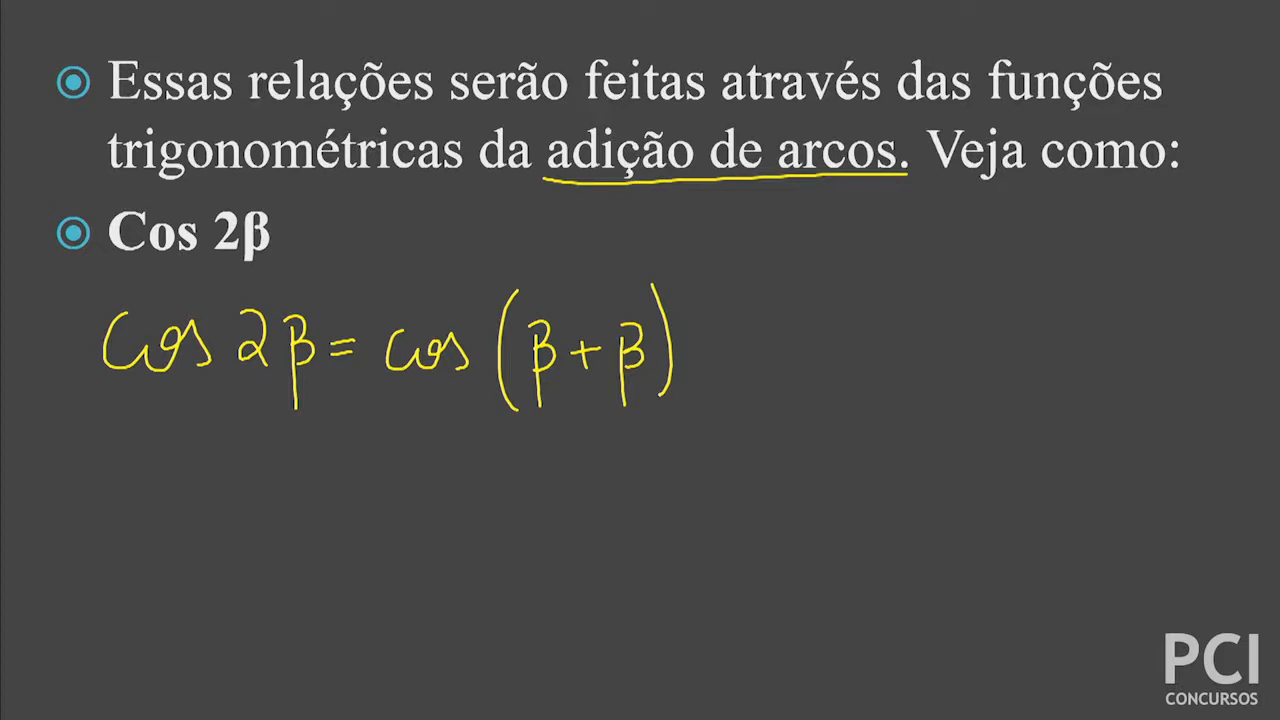 Essas relações serão feitas através das funções
trigonométricas da adição de arcos. Veja como:
Cos 2β
Cos 2β = cos (β + β)
PCI
CONCURSOS